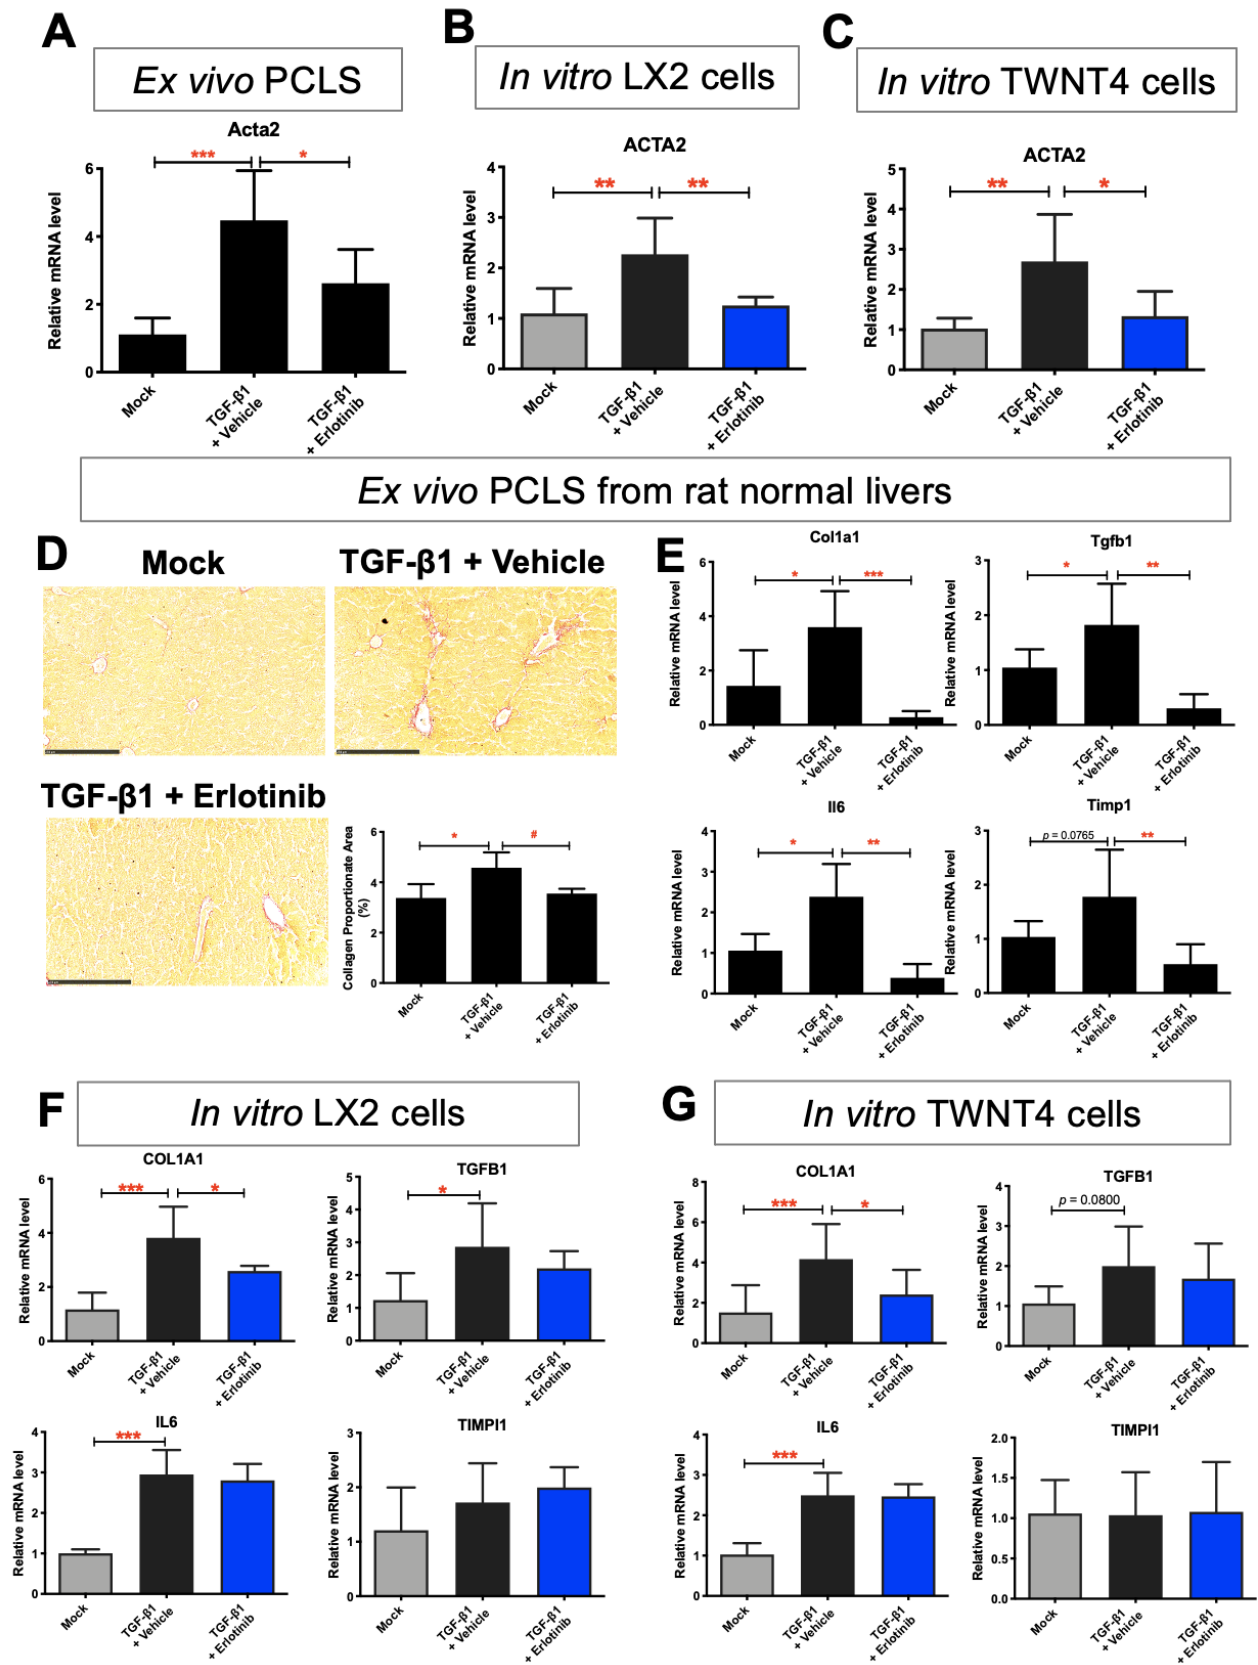 A
Ex vivo PCLS
Acta2
*** *
Relative mRNA level
6
4
2
0
Mock
TGF-β1
+ Vehicle
TGF-β1
+ Erlotinib
B
In vitro LX2 cells
ACTA2
** **
Relative mRNA level
4
3
2
1
0
Mock
TGF-β1
+ Vehicle
TGF-β1
+ Erlotinib
C
In vitro TWNT4 cells
ACTA2
** *
Relative mRNA level
5
4
3
2
1
0
Mock
TGF-β1
+ Vehicle
TGF-β1
+ Erlotinib
Ex vivo PCLS from rat normal livers
D
Mock
TGF-β1 + Vehicle
TGF-β1 + Erlotinib
* #
Collagen Proportionate Area
(%)
6
4
2
0
Mock
TGF-β1
+ Vehicle
TGF-β1
+ Erlotinib
E
Col1a1
* ***
Relative mRNA level
6
4
2
0
Mock
TGF-β1
+ Vehicle
TGF-β1
+ Erlotinib
Tgfb1
* **
Relative mRNA level
3
2
1
0
Mock
TGF-β1
+ Vehicle
TGF-β1
+ Erlotinib
Il6
* **
Relative mRNA level
4
3
2
1
0
Mock
TGF-β1
+ Vehicle
TGF-β1
+ Erlotinib
Timp1
p = 0.0765 **
Relative mRNA level
3
2
1
0
Mock
TGF-β1
+ Vehicle
TGF-β1
+ Erlotinib
F
In vitro LX2 cells
COL1A1
*** *
Relative mRNA level
6
4
2
0
Mock
TGF-β1
+ Vehicle
TGF-β1
+ Erlotinib
TGFB1
*
Relative mRNA level
5
4
3
2
1
0
Mock
TGF-β1
+ Vehicle
TGF-β1
+ Erlotinib
IL6
***
Relative mRNA level
4
3
2
1
0
Mock
TGF-β1
+ Vehicle
TGF-β1
+ Erlotinib
TIMPI1
Relative mRNA level
3
2
1
0
Mock
TGF-β1
+ Vehicle
TGF-β1
+ Erlotinib
G
In vitro TWNT4 cells
COL1A1
*** *
Relative mRNA level
8
6
4
2
0
Mock
TGF-β1
+ Vehicle
TGF-β1
+ Erlotinib
TGFB1
p = 0.0800
Relative mRNA level
4
3
2
1
0
Mock
TGF-β1
+ Vehicle
TGF-β1
+ Erlotinib
IL6
***
Relative mRNA level
4
3
2
1
0
Mock
TGF-β1
+ Vehicle
TGF-β1
+ Erlotinib
TIMPI1
Relative mRNA level
2.0
1.5
1.0
0.5
0.0
Mock
TGF-β1
+ Vehicle
TGF-β1
+ Erlotinib